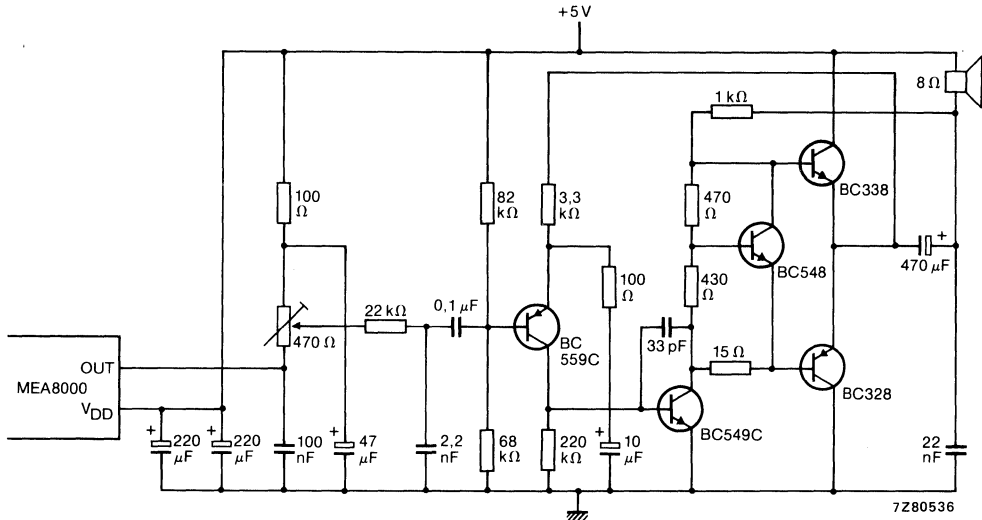 +5 V
8 Ω
1 kΩ
BC338
100
Ω
82
kΩ
3,3
kΩ
470
Ω
BC548
+
470 μF
100
Ω
430
Ω
22 kΩ
0,1 μF
470 Ω
BC
559C
33 pF
15 Ω
OUT
MEA8000
VDD
BC328
BC549C
+
220
μF
+
220
μF
100
nF
+
47
μF
2,2
nF
68
kΩ
220
kΩ
+
10
μF
22
nF
7Z80536